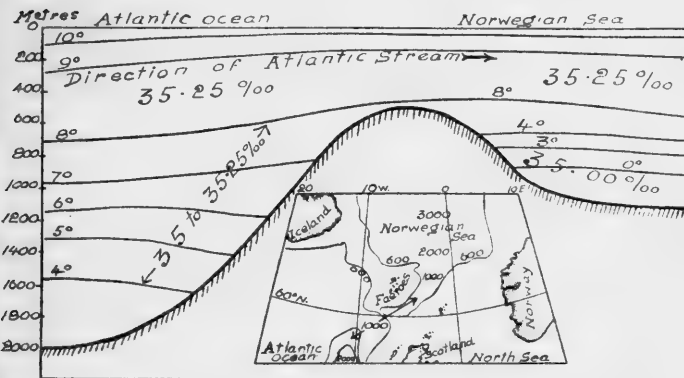 Metres Atlantic ocean Norwegian Sea
0
10°
200
9°
Direction of Atlantic Stream
35.25 ‰
35.25 ‰
400
8°
600
4°
8°
3°
800
35 to 35.25‰
0°
35.00 ‰
7°
1000
6°
1200
5°
1400
4°
1600
1800
2000
20 10 W. 0 10 E
Iceland
3000
Norwegian
Sea
2000
600
600
600
1000
Faeroes
60°N.
Norway
1000
Atlantic
ocean
Scotland
North Sea